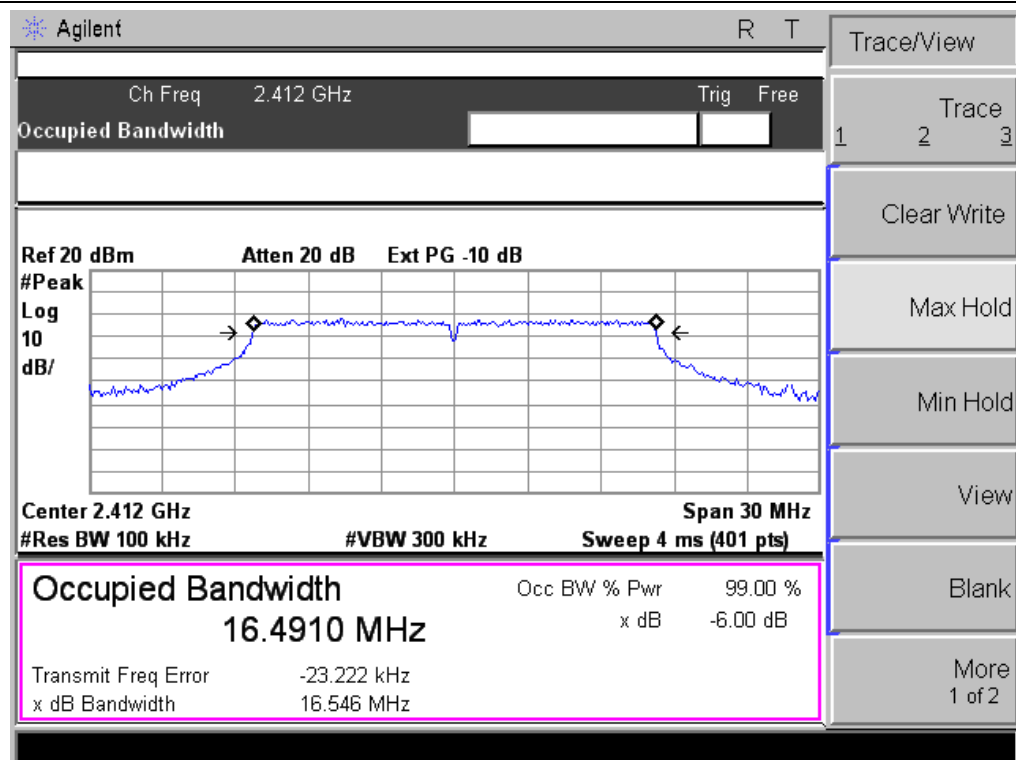 Agilent R T
Ch Freq 2.412 GHz Trig Free
Occupied Bandwidth
Ref 20 dBm Atten 20 dB Ext PG -10 dB
#Peak
Log
10
dB/
Center 2.412 GHz Span 30 MHz
#Res BW 100 kHz #VBW 300 kHz Sweep 4 ms (401 pts)
Occupied Bandwidth Occ BW % Pwr 99.00 %
16.4910 MHz x dB -6.00 dB
Transmit Freq Error -23.222 kHz
x dB Bandwidth 16.546 MHz
Trace/View
Trace
1 2 3
Clear Write
Max Hold
Min Hold
View
Blank
More
1 of 2